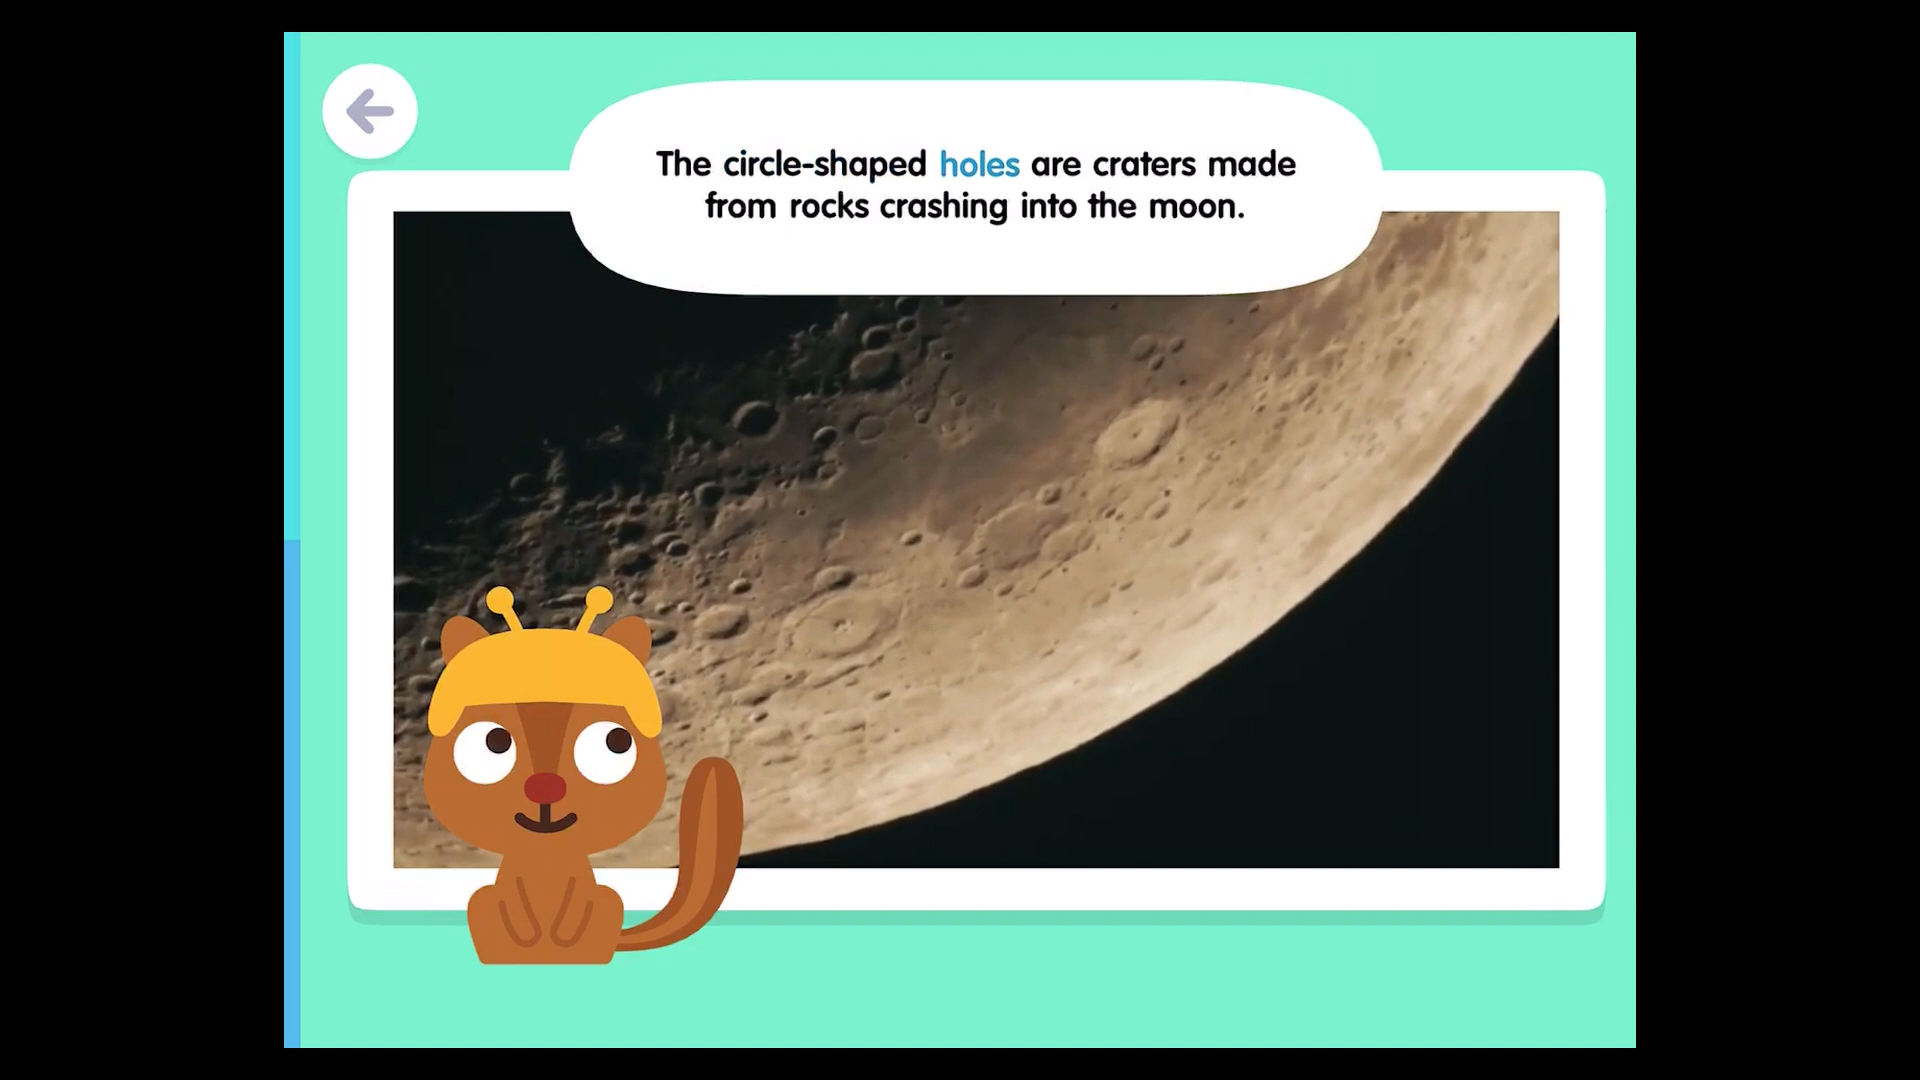 The circle-shaped holes are craters made
from rocks crashing into the moon.